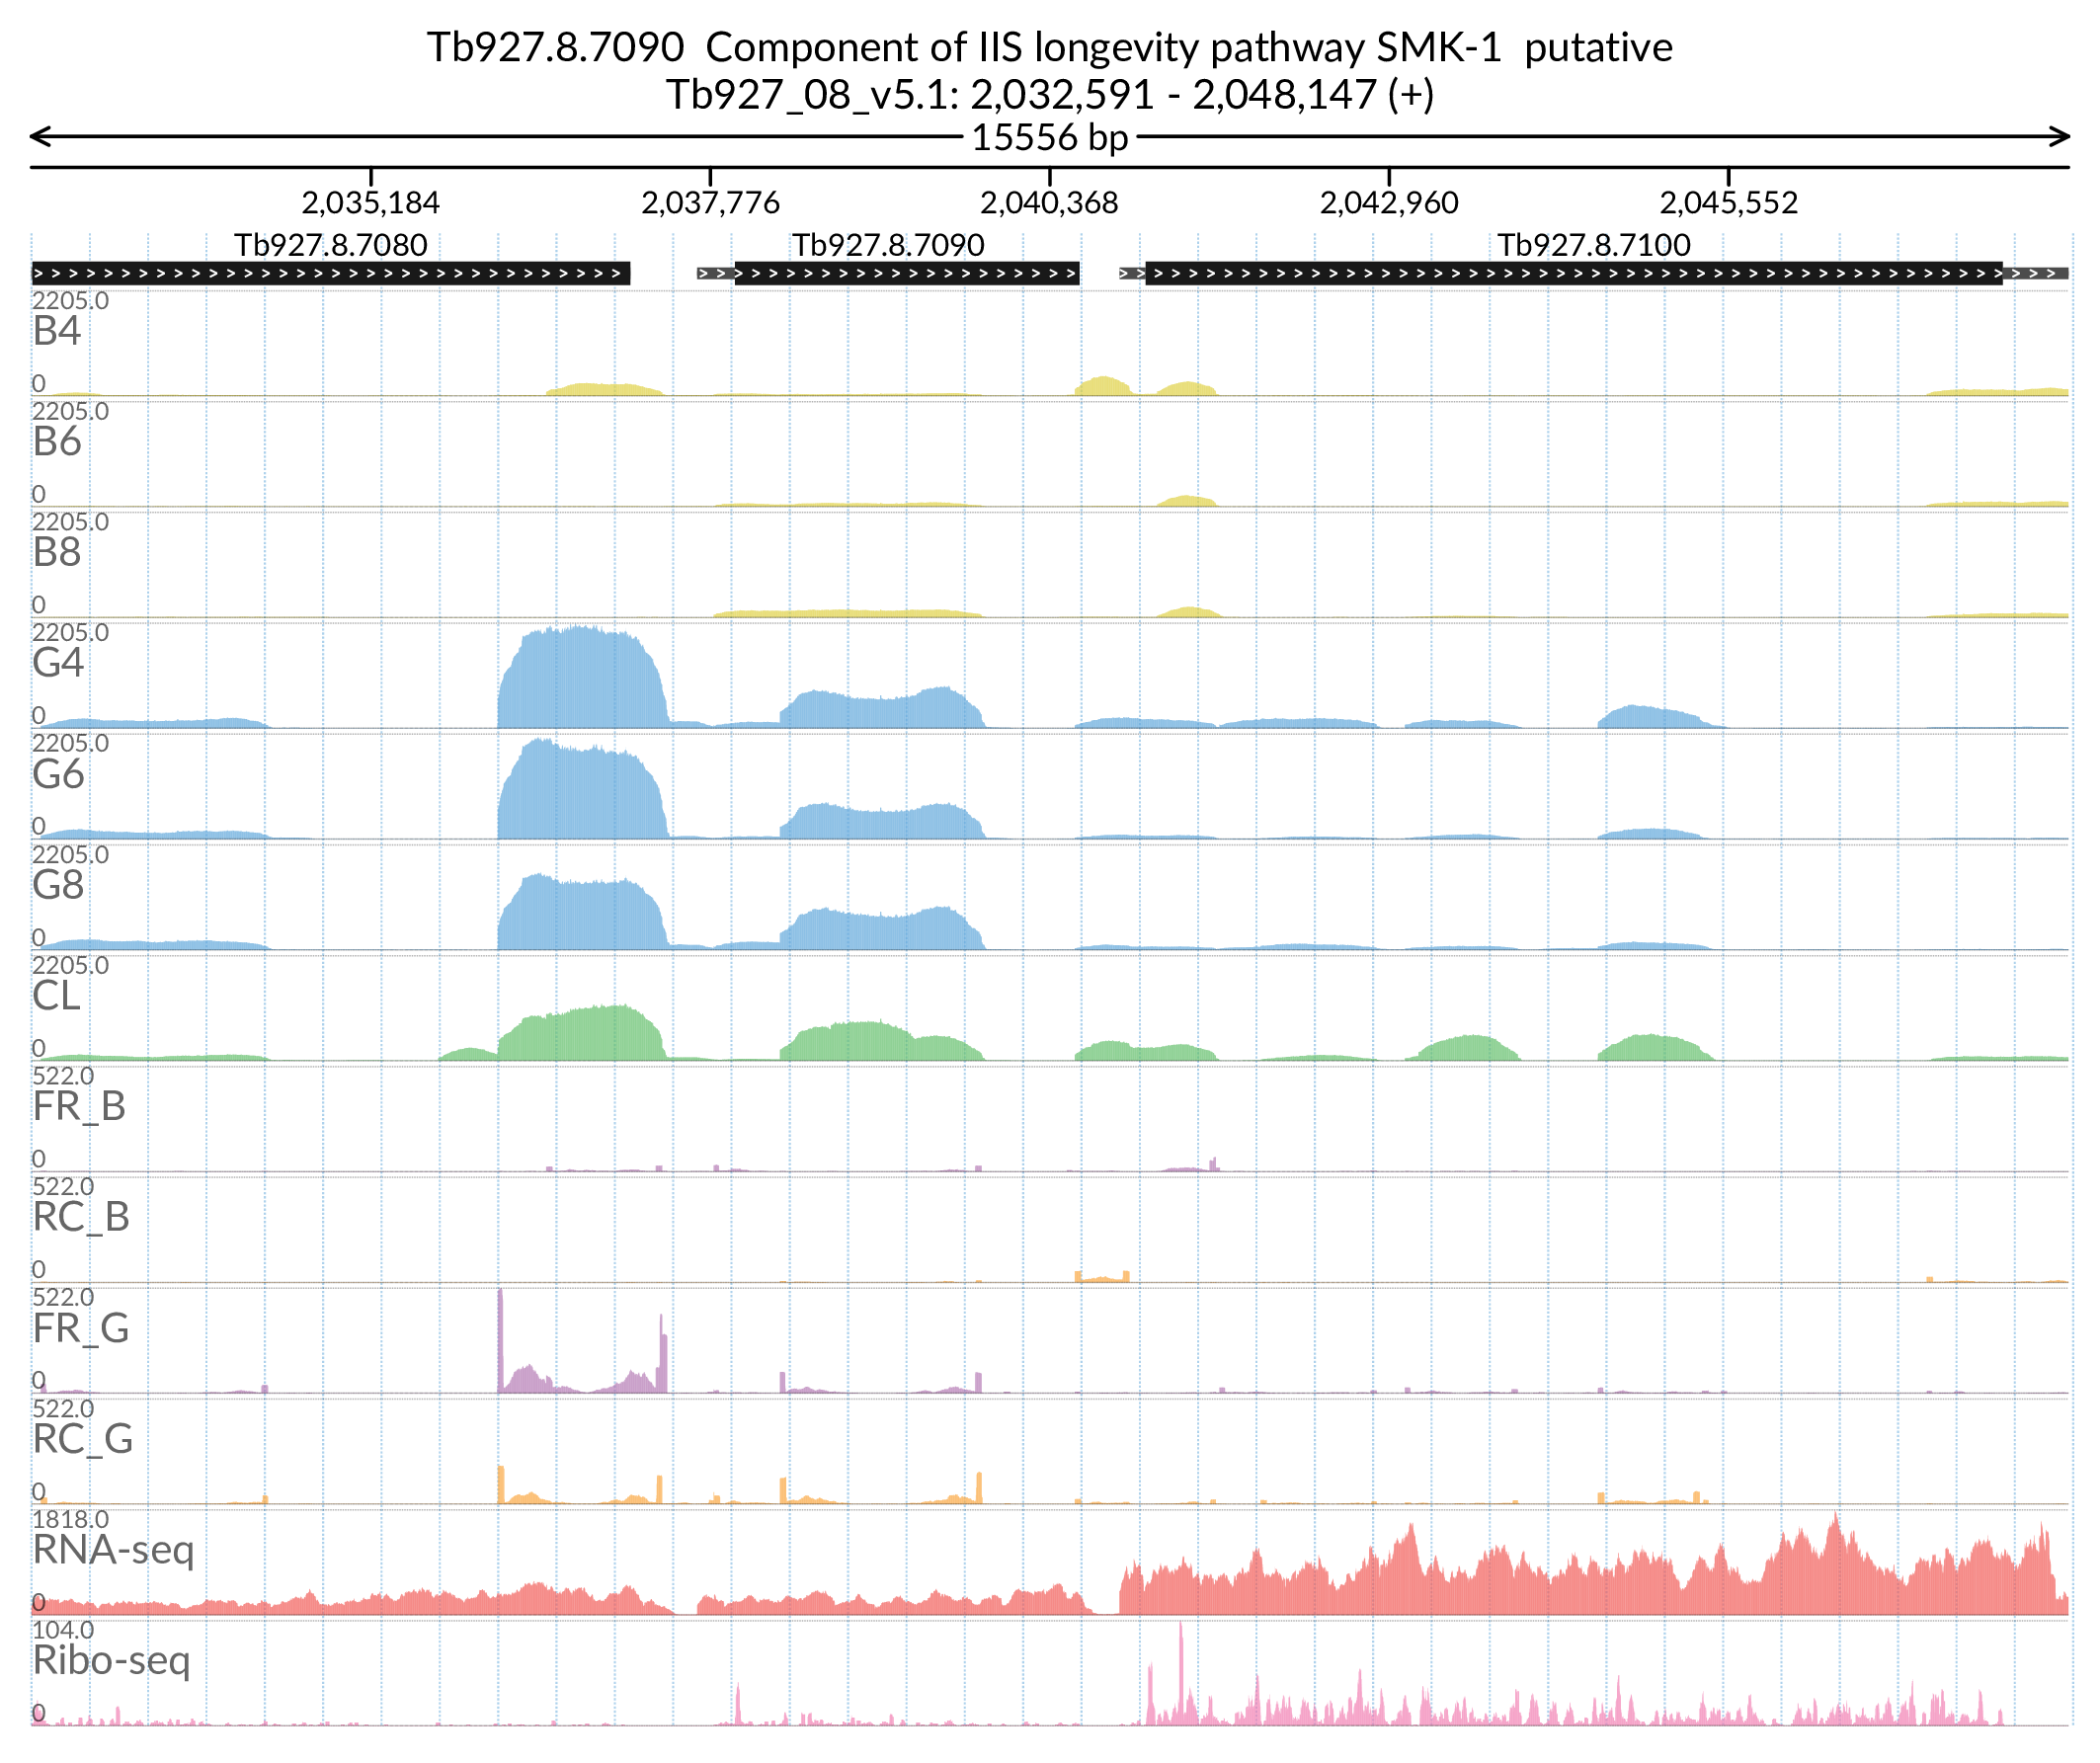 Tb927.8.7090  Component of IIS longevity pathway SMK-1  putative
Tb927_08_v5.1: 2,032,591 - 2,048,147 (+)
15556 bp
2,035,184 2,037,776 2,040,368 2,042,960 2,045,552
Tb927.8.7080 Tb927.8.7090 Tb927.8.7100
2205.0
B4
0
2205.0
B6
0
2205.0
B8
0
2205.0
G4
0
2205.0
G6
0
2205.0
G8
0
2205.0
CL
0
522.0
FR_B
0
522.0
RC_B
0
522.0
FR_G
0
522.0
RC_G
0
1818.0
RNA-seq
0
104.0
Ribo-seq
0